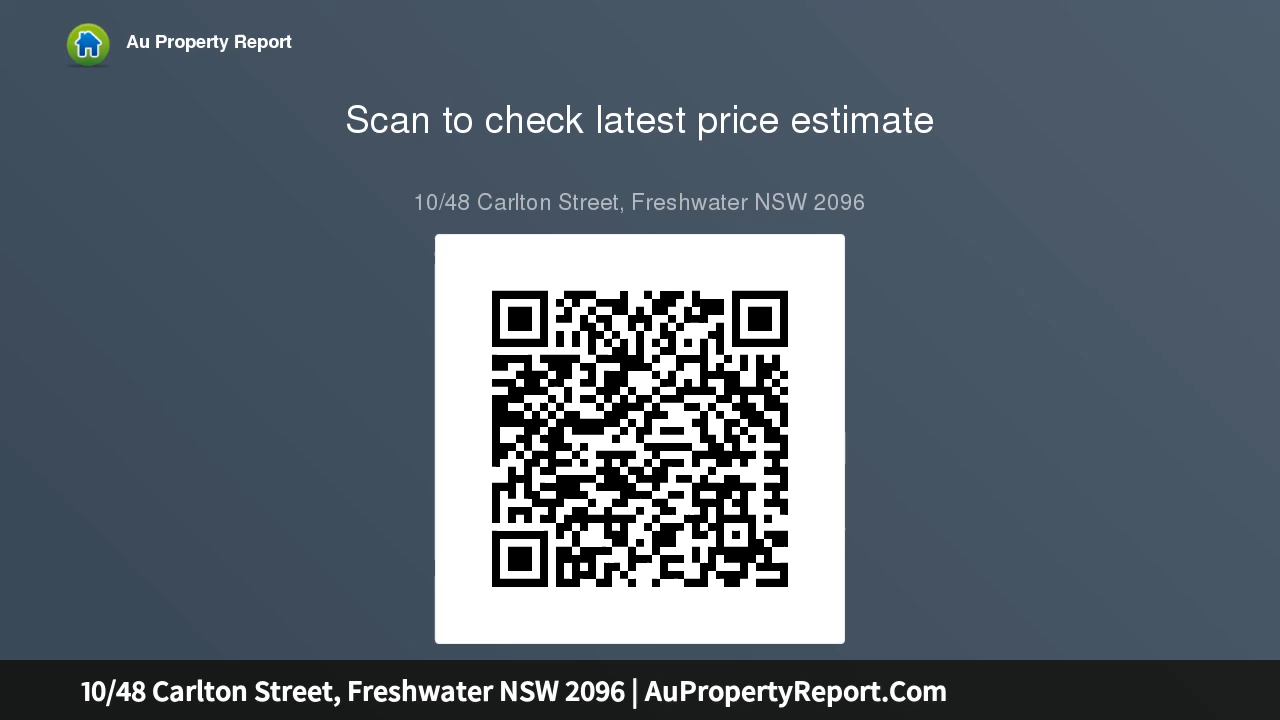 Au Property Report
Scan to check latest price estimate
10/48 Carlton Street, Freshwater NSW 2096
10/48 Carlton Street, Freshwater NSW 2096 | AuPropertyReport.Com